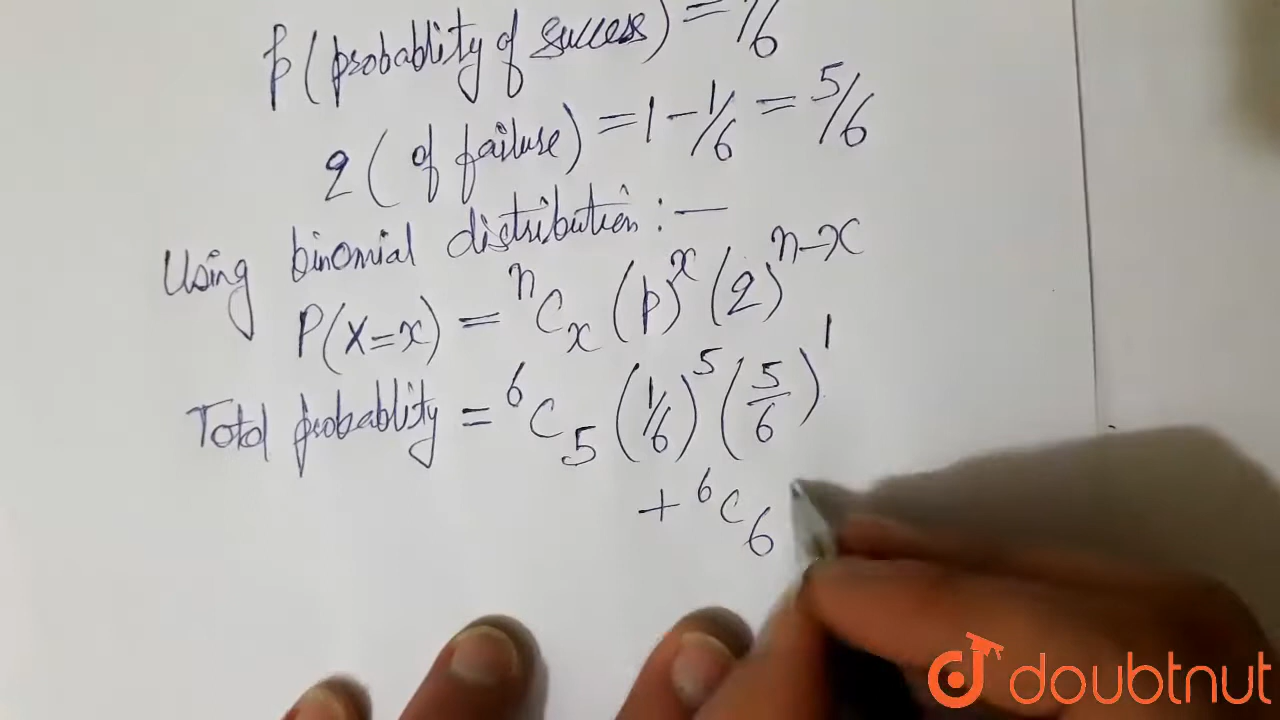 p (probablity of success) = 1/6
q ( of failuse) = 1 - 1/6 = 5/6
Using binomial distribution : —
P(X=x) = ⁿCₓ (p)ˣ (q)ⁿ⁻ˣ
Total probablity = ⁶C₅ (1/6)⁵ (5/6)¹
+ ⁶C₆
doubtnut